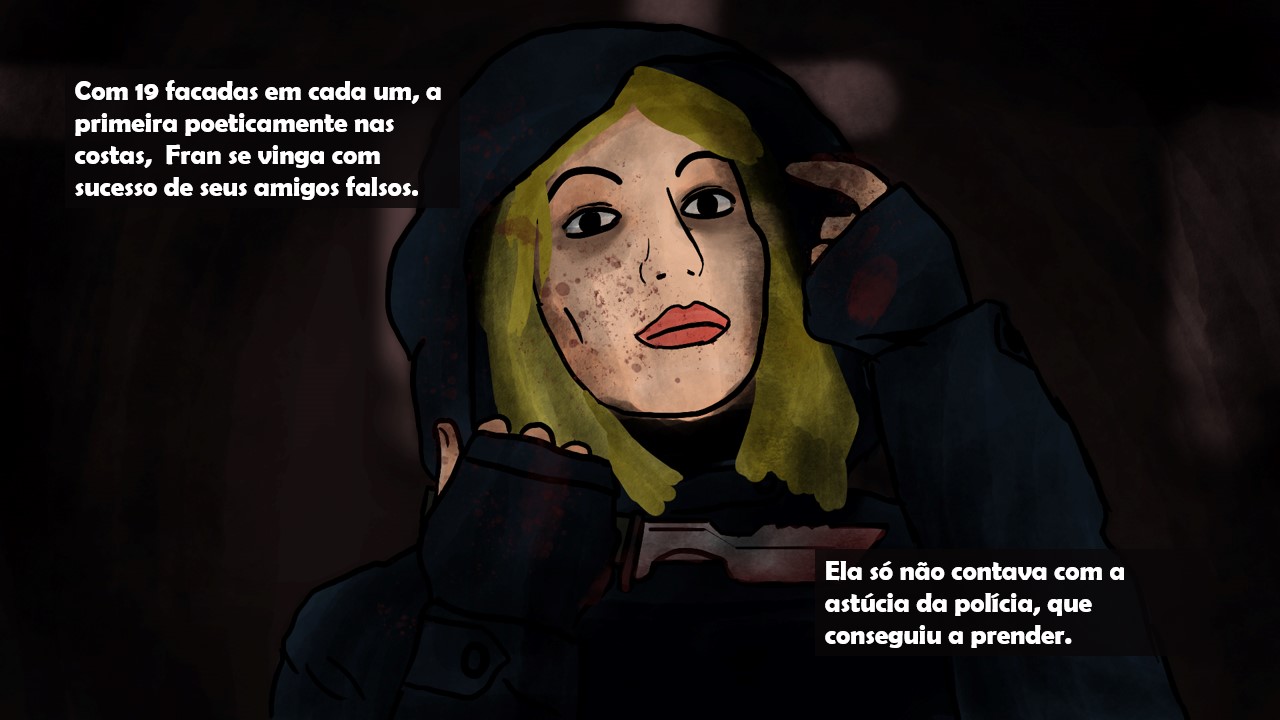 Com 19 facadas em cada um, a
primeira poeticamente nas
costas,  Fran se vinga com
sucesso de seus amigos falsos.
Ela só não contava com a
astúcia da polícia, que
conseguiu a prender.